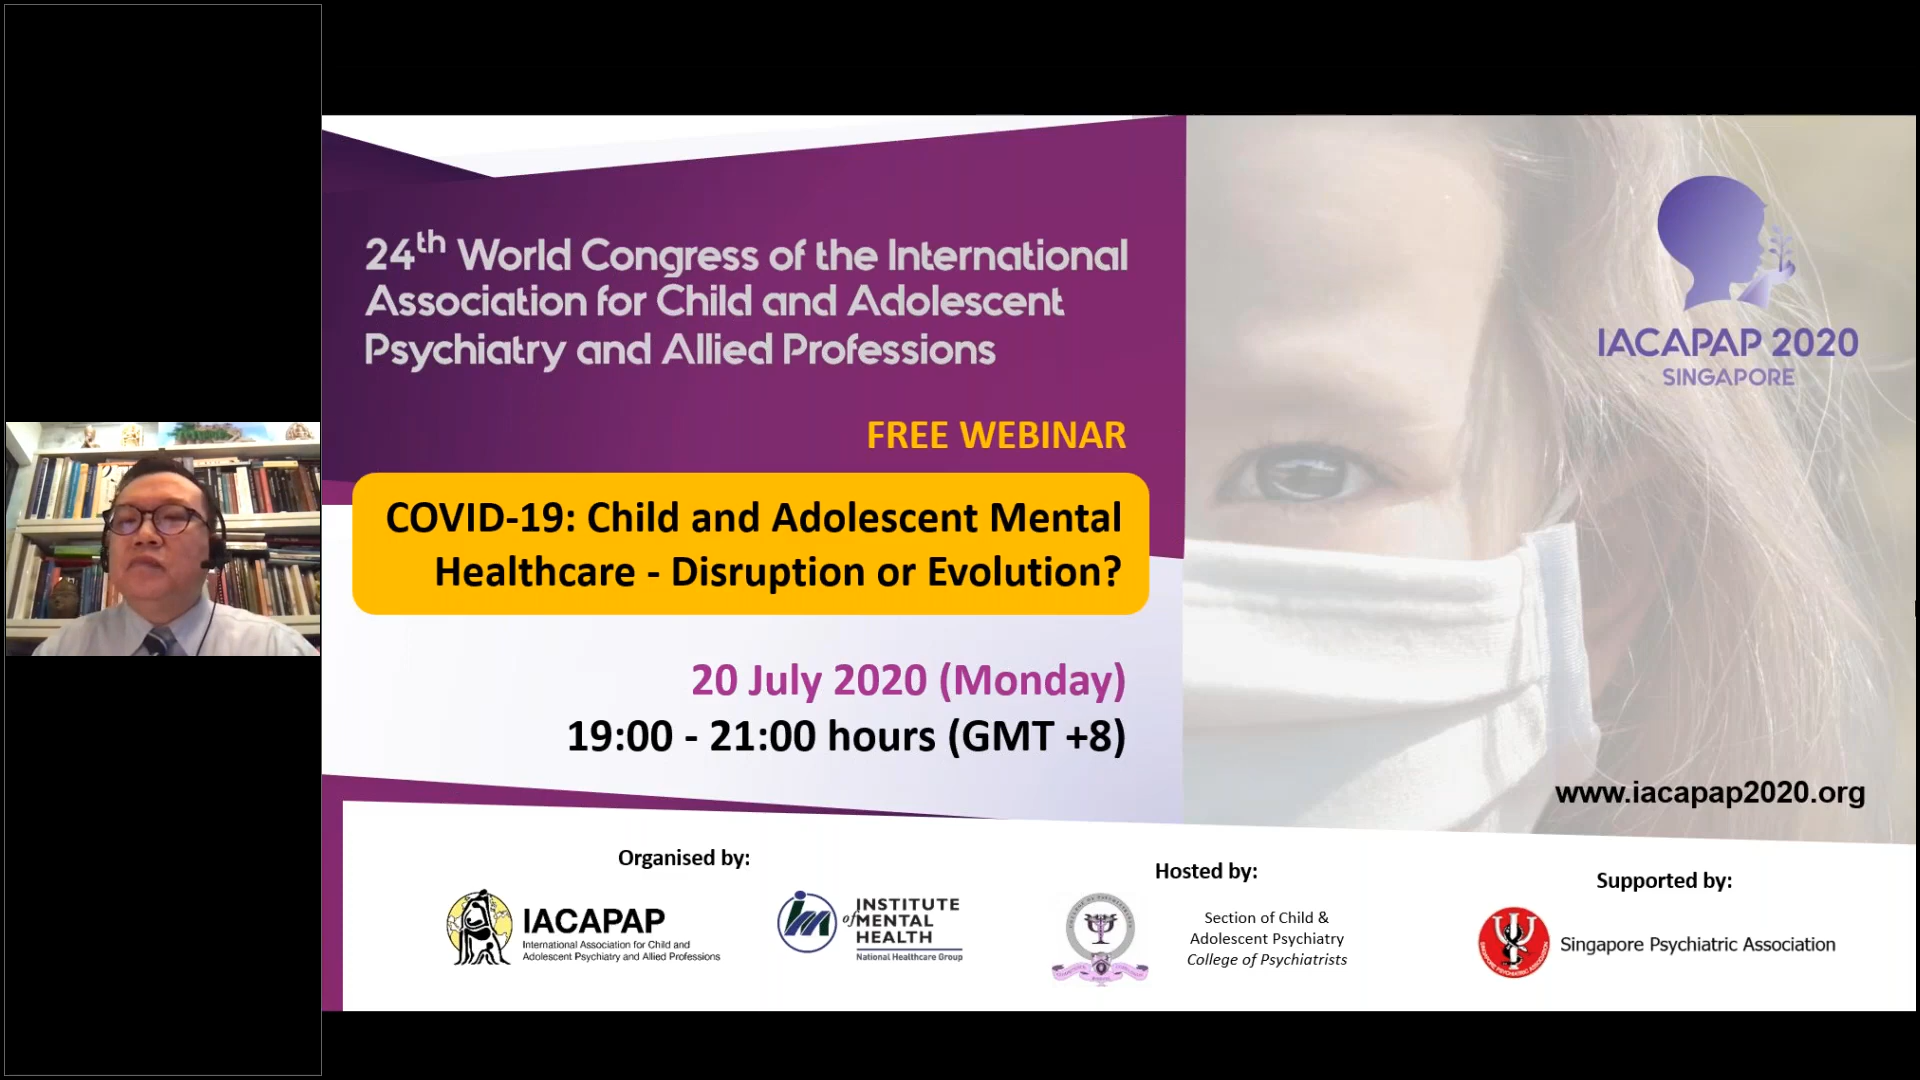 24th World Congress of the International
Association for Child and Adolescent
Psychiatry and Allied Professions
IACAPAP 2020
SINGAPORE
FREE WEBINAR
COVID-19: Child and Adolescent Mental
Healthcare - Disruption or Evolution?
20 July 2020 (Monday)
19:00 - 21:00 hours (GMT +8)
www.iacapap2020.org
Organised by:
IACAPAP
International Association for Child and
Adolescent Psychiatry and Allied Professions
INSTITUTE
of MENTAL
HEALTH
National Healthcare Group
Hosted by:
Section of Child &
Adolescent Psychiatry
College of Psychiatrists
Supported by:
Singapore Psychiatric Association